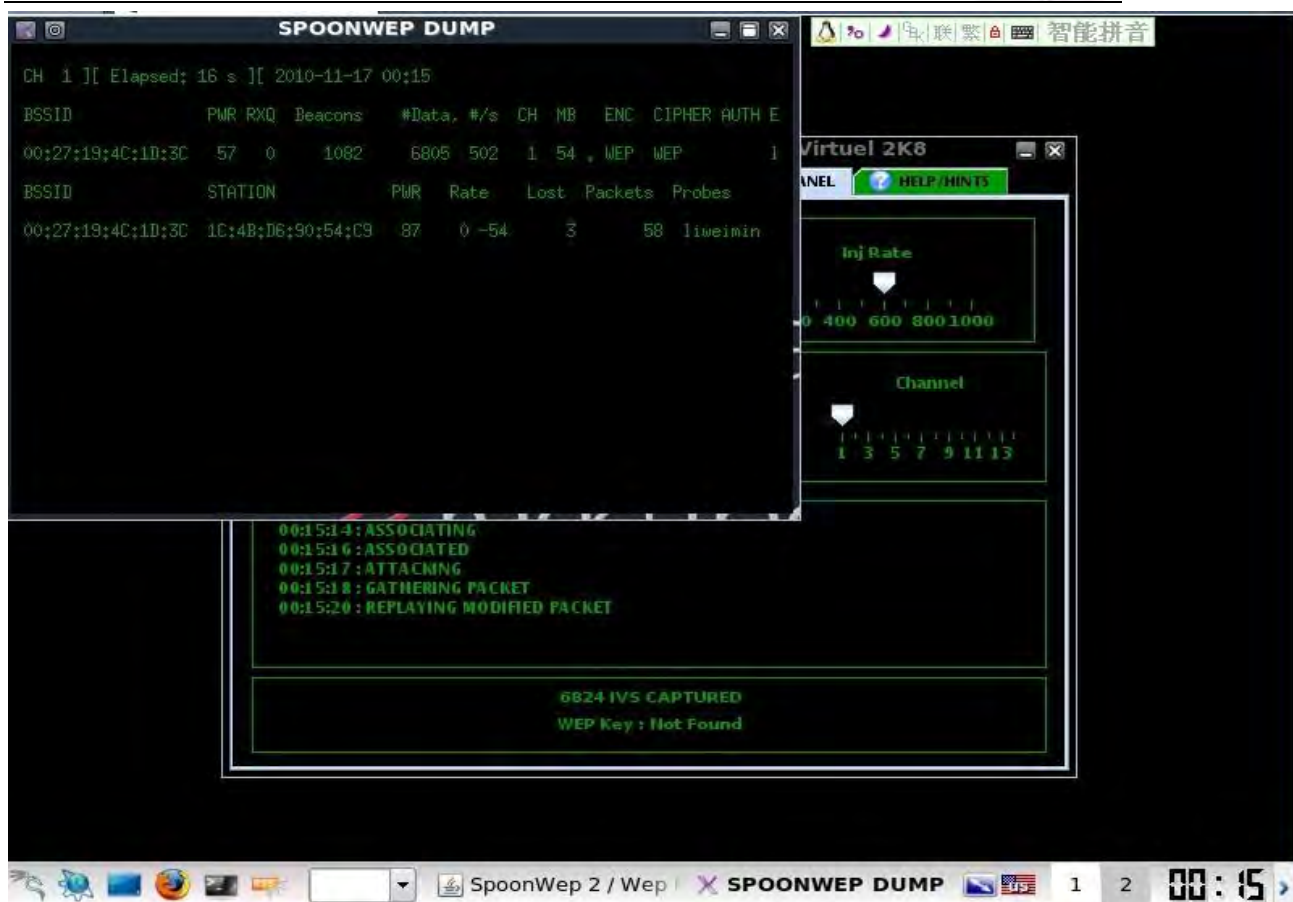 SPOONWEP DUMP
智能拼音
CH 1 ][ Elapsed: 16 s ][ 2010-11-17 00:15
BSSID PWR RXQ Beacons #Data, #/s CH MB ENC CIPHER AUTH E
00:27:19:4C:1D:3C 57 0 1082 6805 502 1 54 . WEP WEP l
BSSID STATION PWR Rate Lost Packets Probes
00:27:19:4C:1D:3C 1C:4B:D6:90:54:C9 87 0 -54 3 58 liweimin
Virtuel 2K8
ANEL HELP/HINTS
Inj Rate
0 400 600 800 1000
Channel
1 3 5 7 9 11 13
00:15:14 : ASSOCIATING
00:15:16 : ASSOCIATED
00:15:17 : ATTACKING
00:15:18 : GATHERING PACKET
00:15:20 : REPLAYING MODIFIED PACKET
6824 IVS CAPTURED
WEP Key : Not Found
SpoonWep 2 / Wep SPOONWEP DUMP US 1 2 00:15